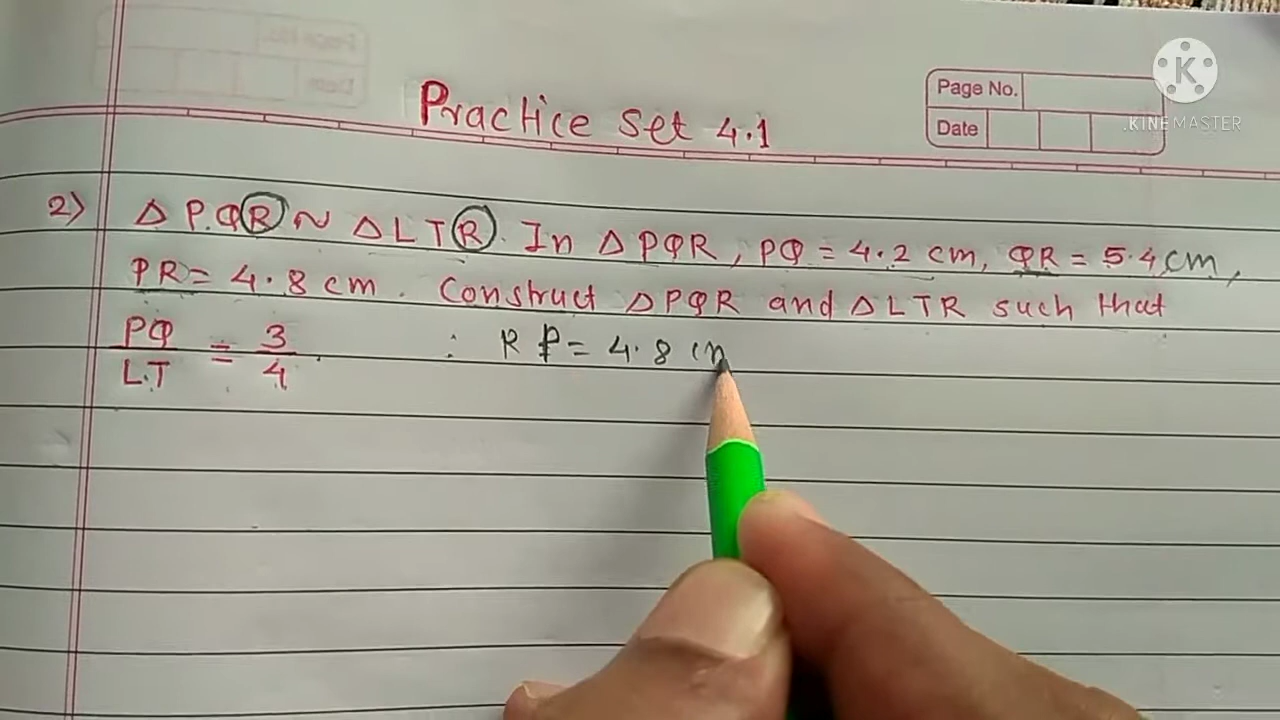 Page No.
Date
K
KINEMASTER
Practice Set 4.1
2) △ PQR ~ △ LTR. In △ PQR, PQ = 4.2 cm, QR = 5.4 cm,
PR = 4.8 cm. Construct △ PQR and △ LTR such that
PQ/LT = 3/4. : RP = 4.8 cm